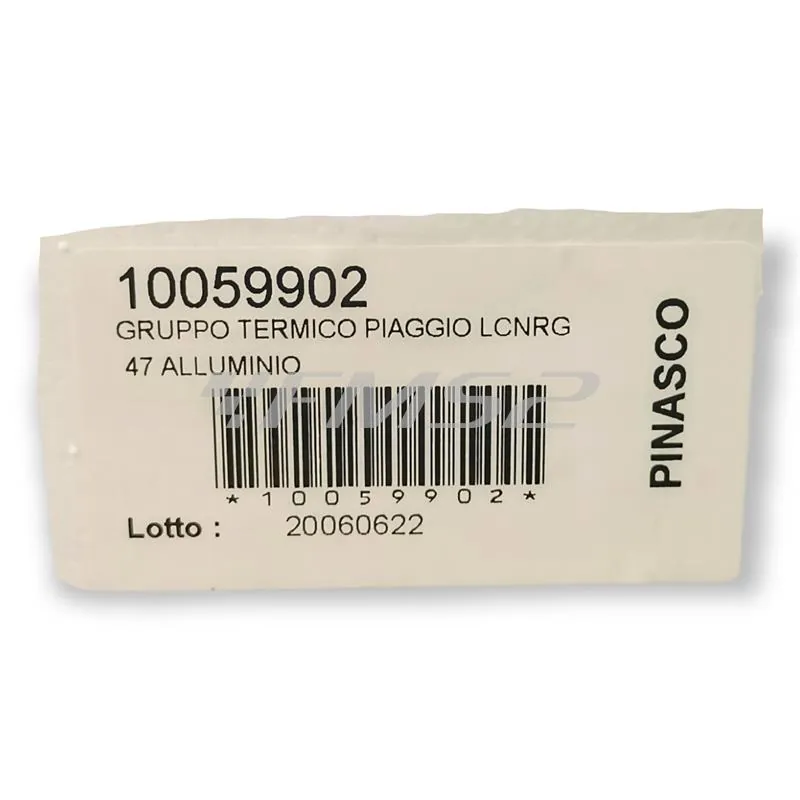 10059902
GRUPPO TERMICO PIAGGIO LCNRG
47 ALLUMINIO
*10059902*
Lotto : 20060622
PINASCO